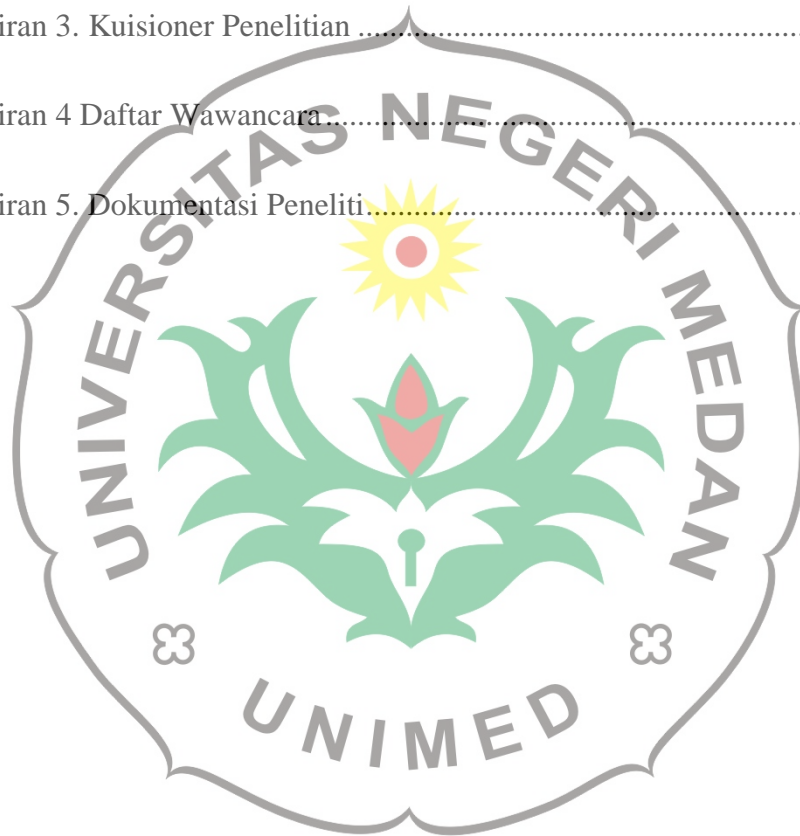 iran 3. Kuisioner Penelitian ..........................................................
iran 4 Daftar Wawancara..............................................................
iran 5. Dokumentasi Peneliti.........................................................
UNIVERSITAS NEGERI MEDAN
UNIMED